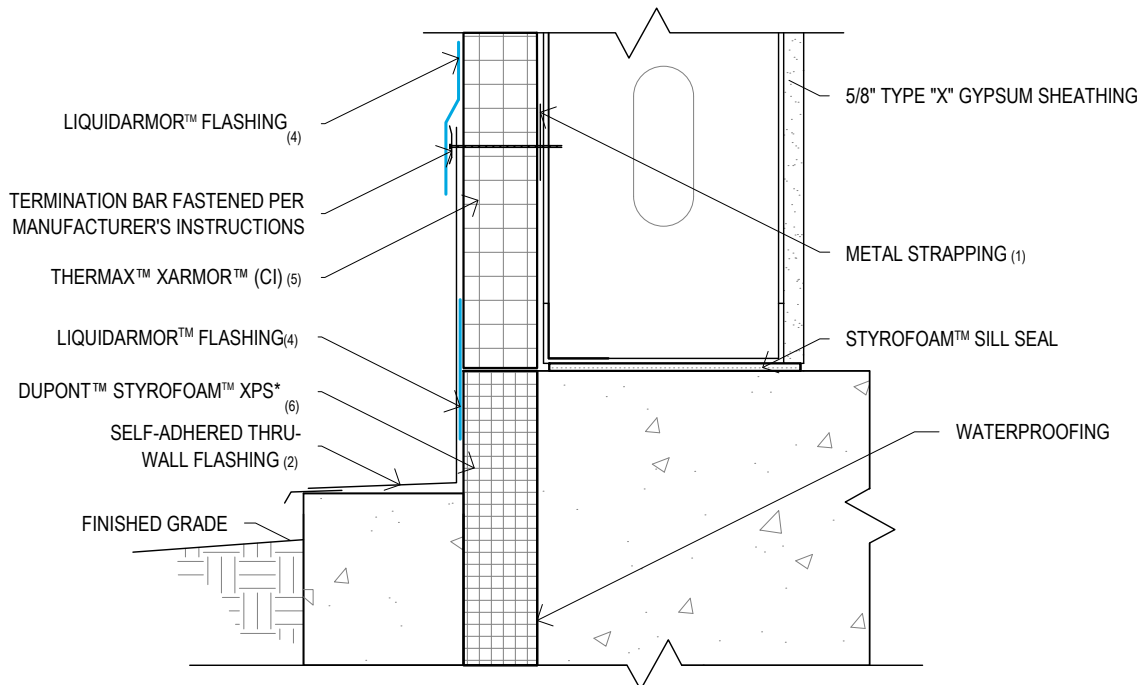 LIQUIDARMOR™ FLASHING
(4)
TERMINATION BAR FASTENED PER
MANUFACTURER'S INSTRUCTIONS
THERMAX™ XARMOR™ (CI) (5)
LIQUIDARMOR™ FLASHING(4)
DUPONT™ STYROFOAM™ XPS*
(6)
SELF-ADHERED THRU-
WALL FLASHING (2)
FINISHED GRADE
5/8" TYPE "X" GYPSUM SHEATHING
METAL STRAPPING (1)
STYROFOAM™ SILL SEAL
WATERPROOFING